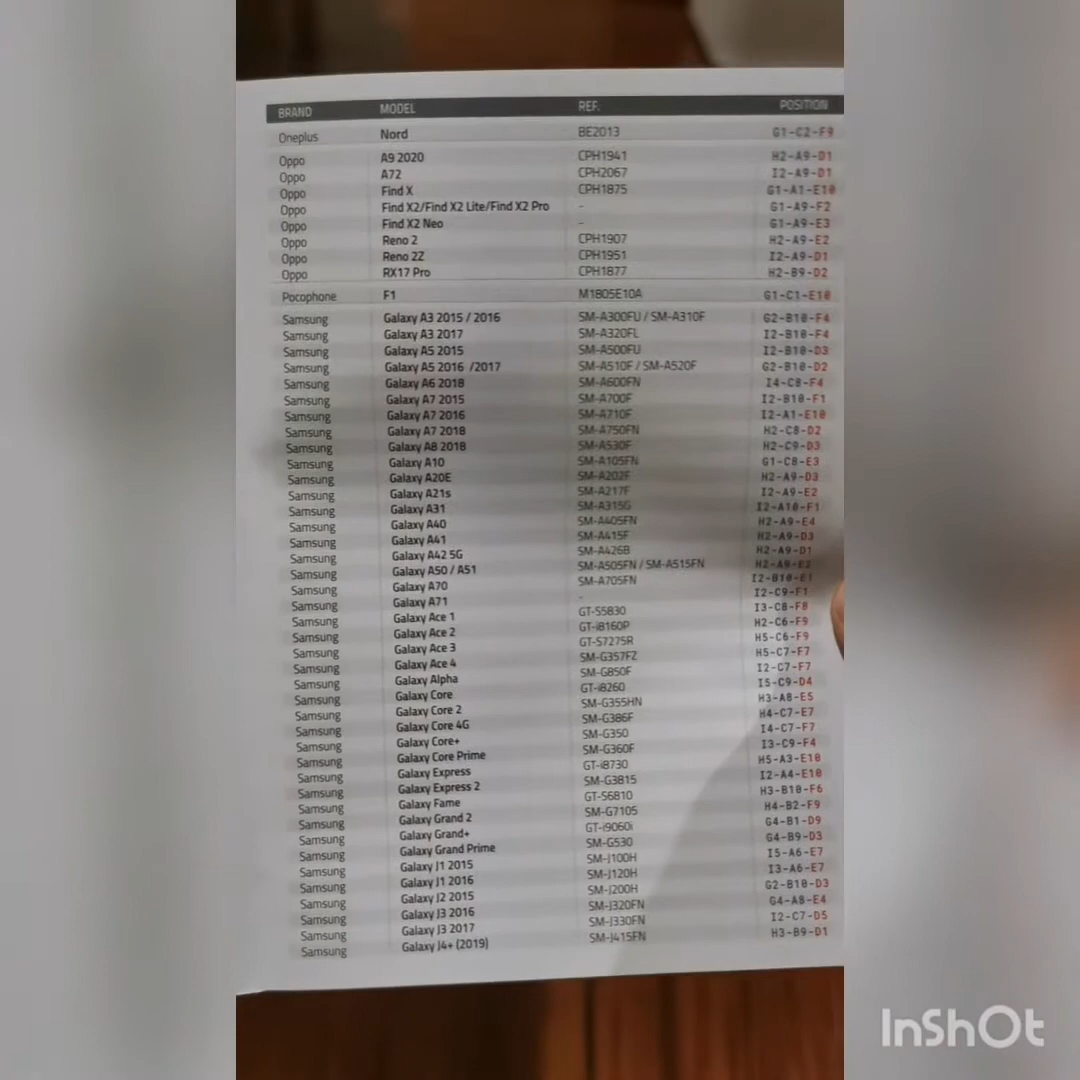 BRAND MODEL REF: POSITION
Oneplus Nord BE2013 G1-C2-F9
Oppo A9 2020 CPH1941 H2-A9-D1
Oppo A72 CPH2067 I2-A9-D1
Oppo Find X CPH1875 G1-A1-E10
Oppo Find X2/Find X2 Lite/Find X2 Pro - G1-A9-F2
Oppo Find X2 Neo - G1-A9-E3
Oppo Reno 2 CPH1907 H2-A9-E2
Oppo Reno 2Z CPH1951 I2-A9-D1
Oppo RX17 Pro CPH1877 H2-B9-D2
Pocophone F1 M1805E10A G1-C1-E10
Samsung Galaxy A3 2015 / 2016 SM-A300FU / SM-A310F G2-B10-F4
Samsung Galaxy A3 2017 SM-A320FL I2-B10-F4
Samsung Galaxy A5 2015 SM-A500FU I2-B10-D3
Samsung Galaxy A5 2016 /2017 SM-A510F / SM-A520F G2-B10-D2
Samsung Galaxy A6 2018 SM-A600FN I4-C8-F4
Samsung Galaxy A7 2015 SM-A700F I2-B10-F1
Samsung Galaxy A7 2016 SM-A710F I2-A1-E10
Samsung Galaxy A7 2018 SM-A750FN H2-C8-D2
Samsung Galaxy A8 2018 SM-A530F H2-C9-D3
Samsung Galaxy A10 SM-A105FN G1-C8-E3
Samsung Galaxy A20E SM-A202F H2-A9-D3
Samsung Galaxy A21s SM-A217F I2-A9-E2
Samsung Galaxy A31 SM-A315G I2-A10-F1
Samsung Galaxy A40 SM-A405FN H2-A9-E4
Samsung Galaxy A41 SM-A415F H2-A9-D3
Samsung Galaxy A42 5G SM-A426B H2-A9-D1
Samsung Galaxy A50 / A51 SM-A505FN / SM-A515FN
Samsung Galaxy A70 SM-A705FN I2-B10-E1
Samsung Galaxy A71 - I2-C9-F1
Samsung Galaxy Ace 1 GT-S5830 I3-C8-F8
Samsung Galaxy Ace 2 GT-i8160P H2-C6-F9
Samsung Galaxy Ace 3 GT-S7275R H5-C6-F9
Samsung Galaxy Ace 4 SM-G357FZ H5-C7-F7
Samsung Galaxy Alpha SM-G850F I2-C7-F7
Samsung Galaxy Core GT-i8260 I5-C9-D4
Samsung Galaxy Core 2 SM-G355HN H3-A8-E5
Samsung Galaxy Core 4G SM-G386F H4-C7-E7
Samsung Galaxy Core+ SM-G350 I4-C7-F7
Samsung Galaxy Core Prime SM-G360F I3-C9-F4
Samsung Galaxy Express GT-i8730 H5-A3-E10
Samsung Galaxy Express 2 SM-G3815 I2-A4-E10
Samsung Galaxy Fame GT-S6810 H3-B10-F6
Samsung Galaxy Grand 2 SM-G7105 H4-B2-F9
Samsung Galaxy Grand+ GT-i9060i G4-B1-D9
Samsung Galaxy Grand Prime SM-G530 G4-B9-D3
Samsung Galaxy J1 2015 SM-J100H I5-A6-E7
Samsung Galaxy J1 2016 SM-J120H I3-A6-E7
Samsung Galaxy J2 2015 SM-J200H G2-B10-D3
Samsung Galaxy J3 2016 SM-J320FN G4-A8-E4
Samsung Galaxy J3 2017 SM-J330FN I2-C7-D5
Samsung Galaxy J4+ (2019) SM-J415FN H3-B9-D1
InShOt